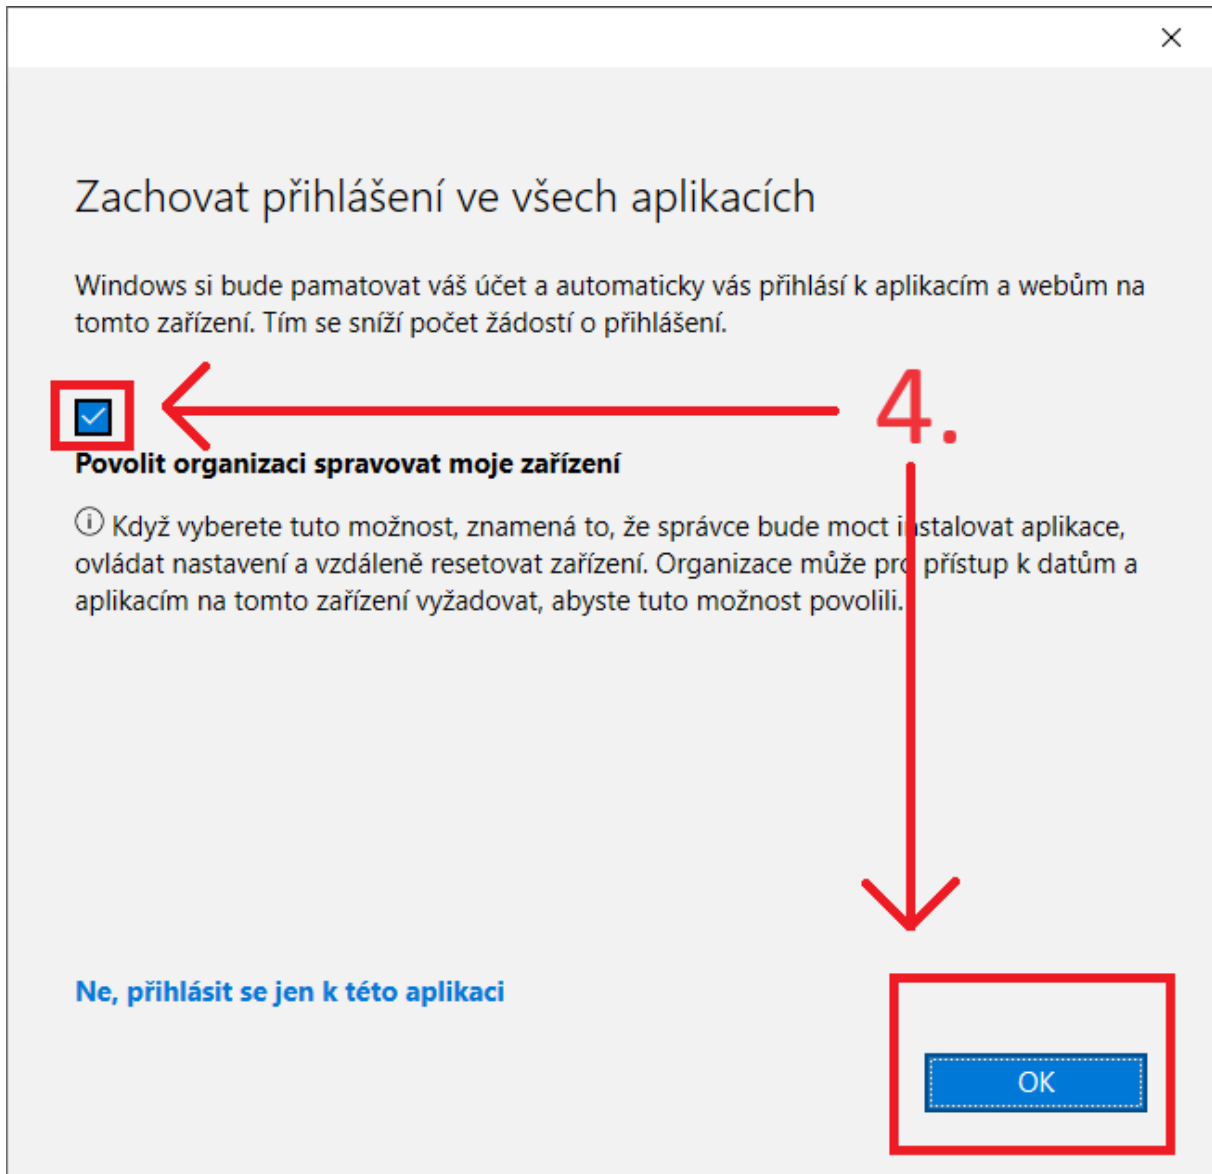 Zachovat přihlášení ve všech aplikacích
Windows si bude pamatovat váš účet a automaticky vás přihlásí k aplikacím a webům na
tomto zařízení. Tím se sníží počet žádostí o přihlášení.
4.
Povolit organizaci spravovat moje zařízení
Když vyberete tuto možnost, znamená to, že správce bude moct instalovat aplikace,
ovládat nastavení a vzdáleně resetovat zařízení. Organizace může pro přístup k datům a
aplikacím na tomto zařízení vyžadovat, abyste tuto možnost povolili.
Ne, přihlásit se jen k této aplikaci
OK